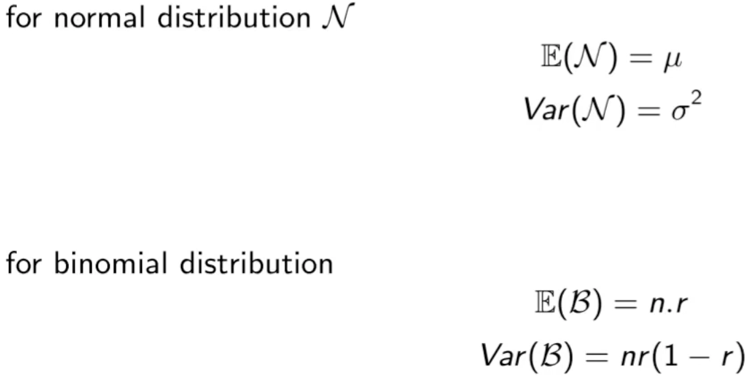 for normal distribution 𝒩
𝔼(𝒩) = μ
Var(𝒩) = σ²
for binomial distribution
𝔼(ℬ) = n.r
Var(ℬ) = nr(1 − r)